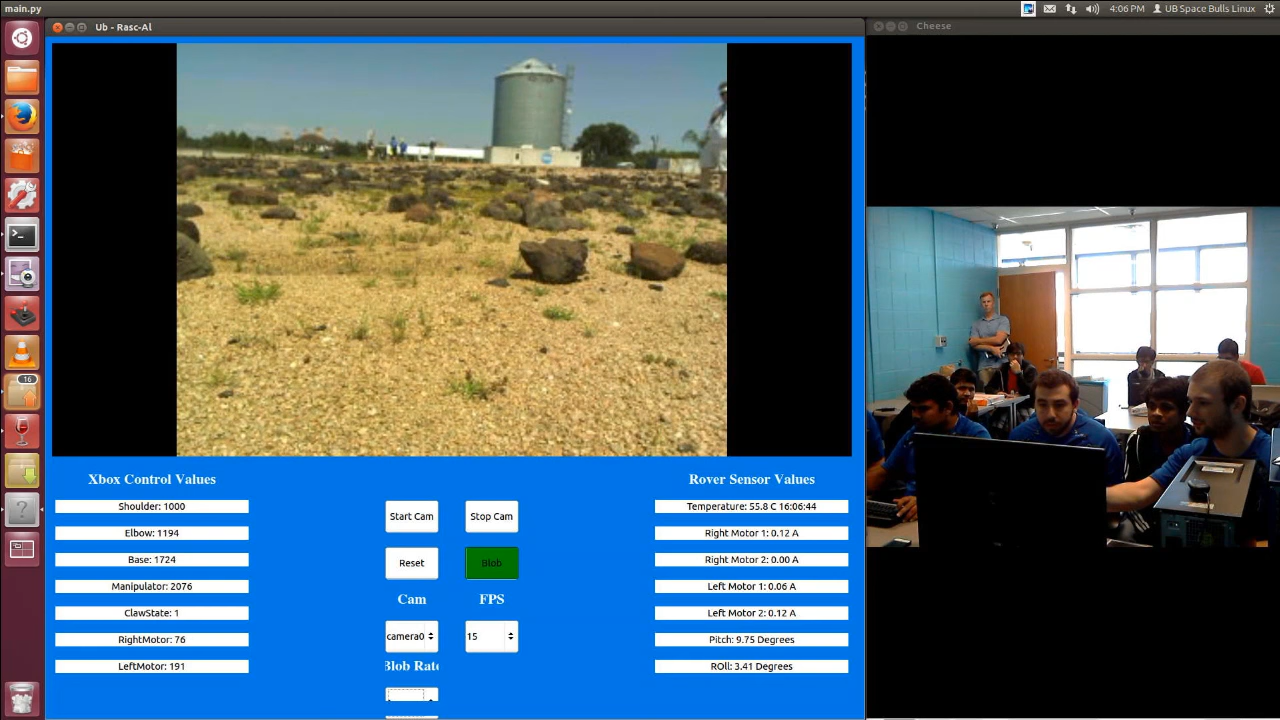 main.py
4:06 PM
UB Space Bulls Linux
Ub - Rasc-Al
Cheese
16
Xbox Control Values
Shoulder: 1000
Elbow: 1194
Base: 1724
Manipulator: 2076
ClawState: 1
RightMotor: 76
LeftMotor: 191
Start Cam
Stop Cam
Reset
Blob
Cam
FPS
camera0
15
Blob Rate
Rover Sensor Values
Temperature: 55.8 C 16:06:44
Right Motor 1: 0.12 A
Right Motor 2: 0.00 A
Left Motor 1: 0.06 A
Left Motor 2: 0.12 A
Pitch: 9.75 Degrees
ROll: 3.41 Degrees